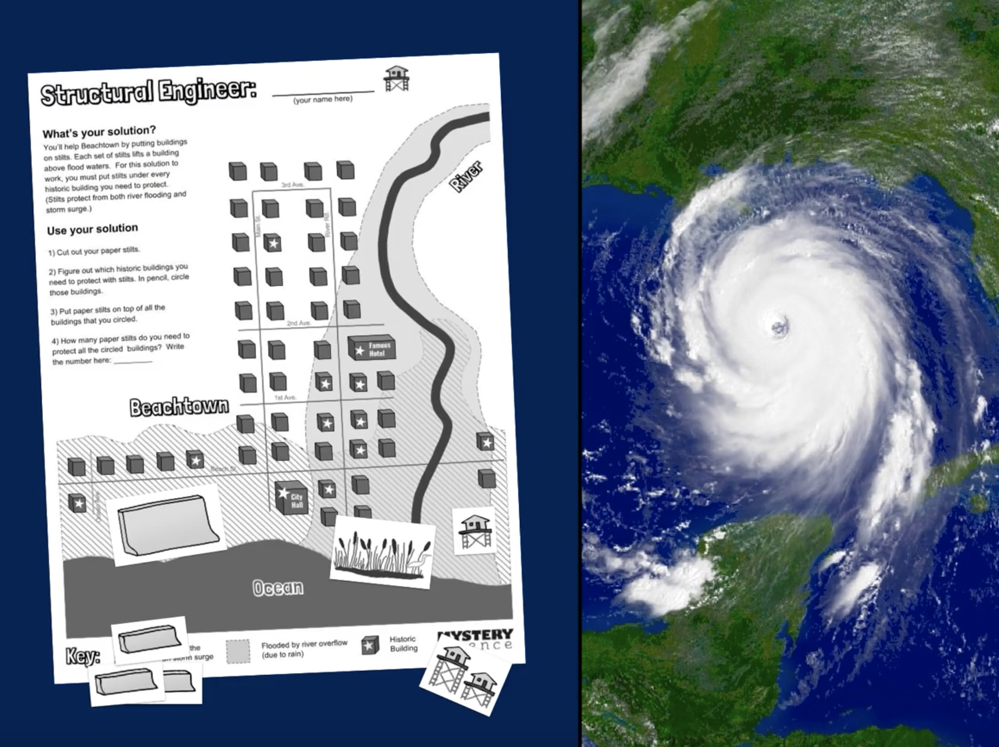 Structural Engineer:
(your name here)
What's your solution?
You'll help Beachtown by putting buildings
on stilts. Each set of stilts lifts a building
above flood waters.  For this solution to
work, you must put stilts under every
historic building you need to protect.
(Stilts protect from both river flooding and
storm surge.)
Use your solution
1) Cut out your paper stilts.
2) Figure out which historic buildings you
need to protect with stilts. In pencil, circle
those buildings.
3) Put paper stilts on top of all the
buildings that you circled.
4) How many paper stilts do you need to
protect all the circled  buildings?  Write
the number here:
River
3rd Ave.
Main St.
River Rd.
2nd Ave.
Famous
Hotel
1st Ave.
Beachtown
Beach St.
City
Hall
Ocean
Key:
the
storm surge
Flooded by river overflow
(due to rain)
Historic
Building
MYSTERY
ence